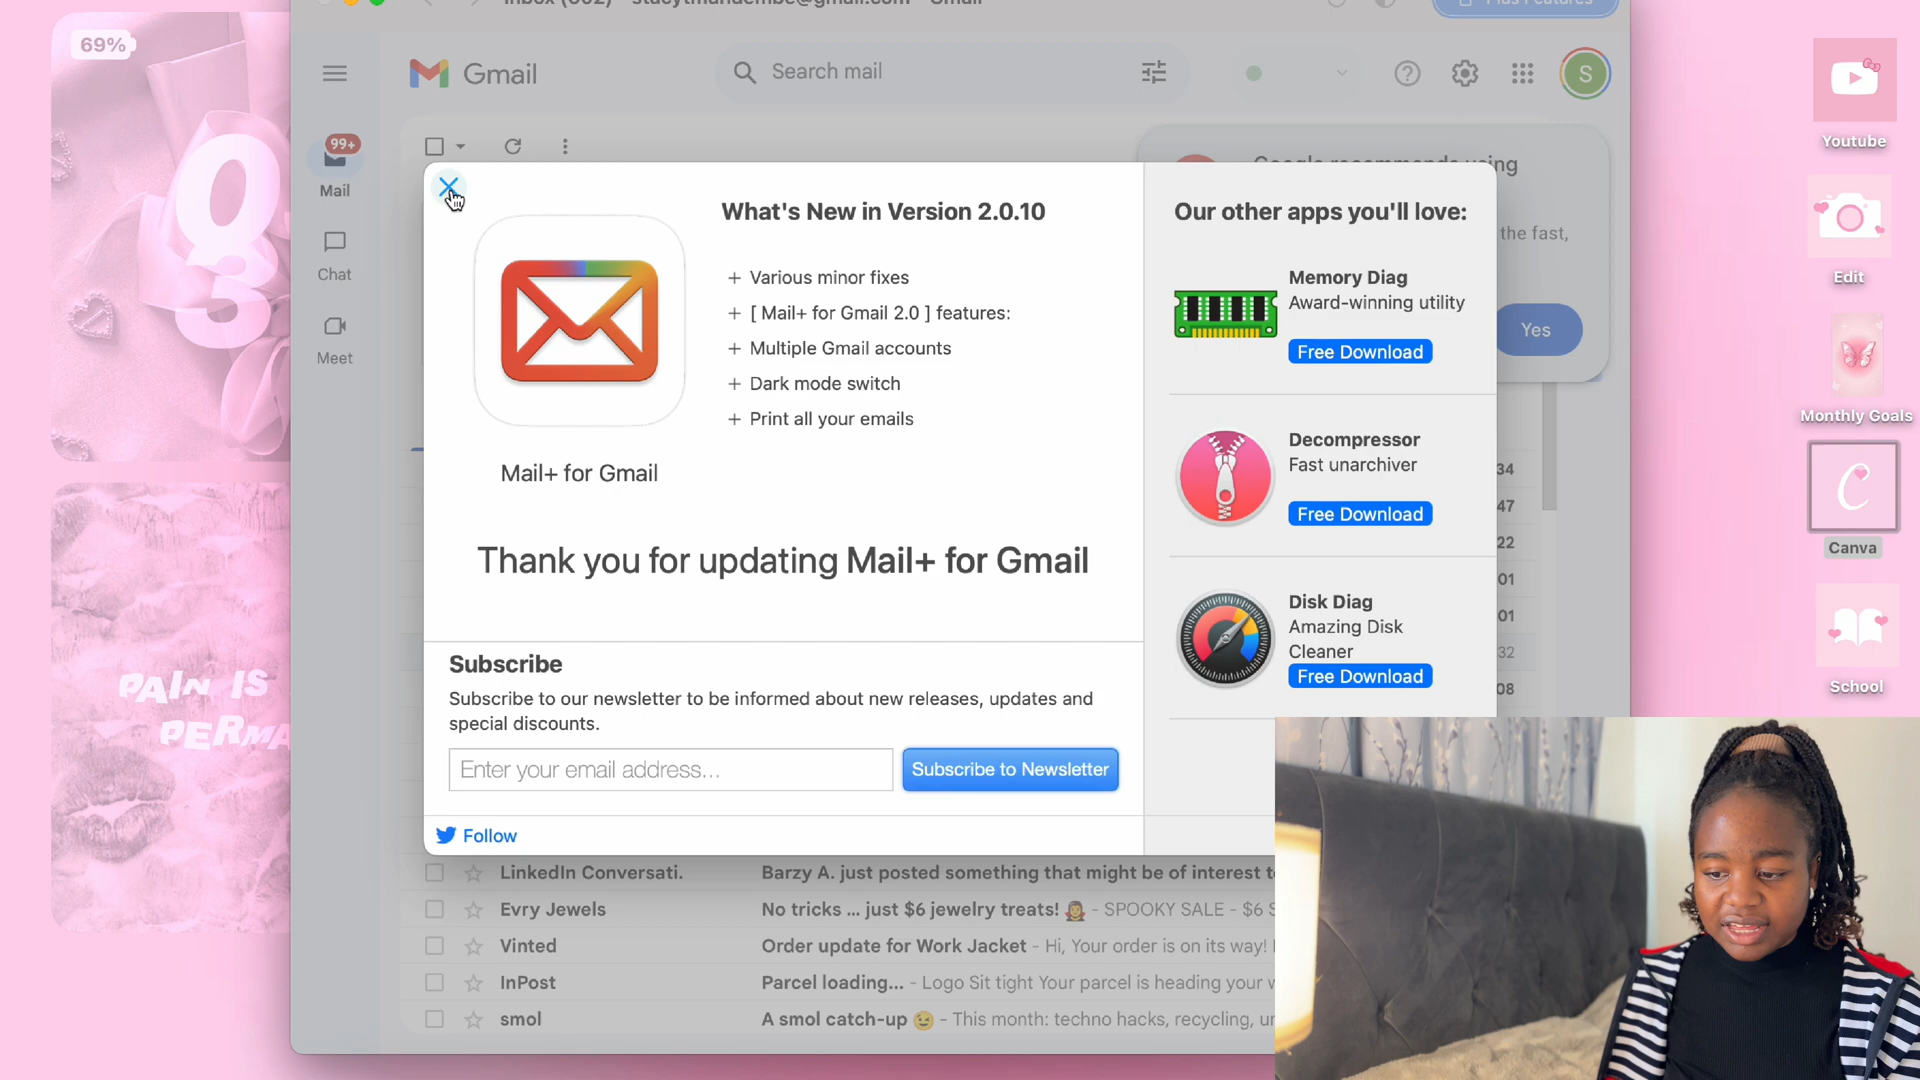 69%
Gmail
Search mail
S
Youtube
99+
Mail
Chat
Meet
What's New in Version 2.0.10
+ Various minor fixes
+ [ Mail+ for Gmail 2.0 ] features:
+ Multiple Gmail accounts
+ Dark mode switch
+ Print all your emails
Mail+ for Gmail
Thank you for updating Mail+ for Gmail
Our other apps you'll love:
Memory Diag
Award-winning utility
Free Download
Decompressor
Fast unarchiver
Free Download
Disk Diag
Amazing Disk
Cleaner
Free Download
the fast,
Yes
34
47
22
01
01
32
08
Edit
Monthly Goals
C
Canva
School
Q
3
PAIN IS
Subscribe
Subscribe to our newsletter to be informed about new releases, updates and
special discounts.
Enter your email address...
Subscribe to Newsletter
Follow
LinkedIn Conversati. Barzy A. just posted something that might be of interest
Evry Jewels No tricks ... just $6 jewelry treats! 🧛‍♀️ - SPOOKY SALE - $6
Vinted Order update for Work Jacket - Hi, Your order is on its way!
InPost Parcel loading... - Logo Sit tight Your parcel is heading your
smol A smol catch-up 😉 - This month: techno hacks, recycling,